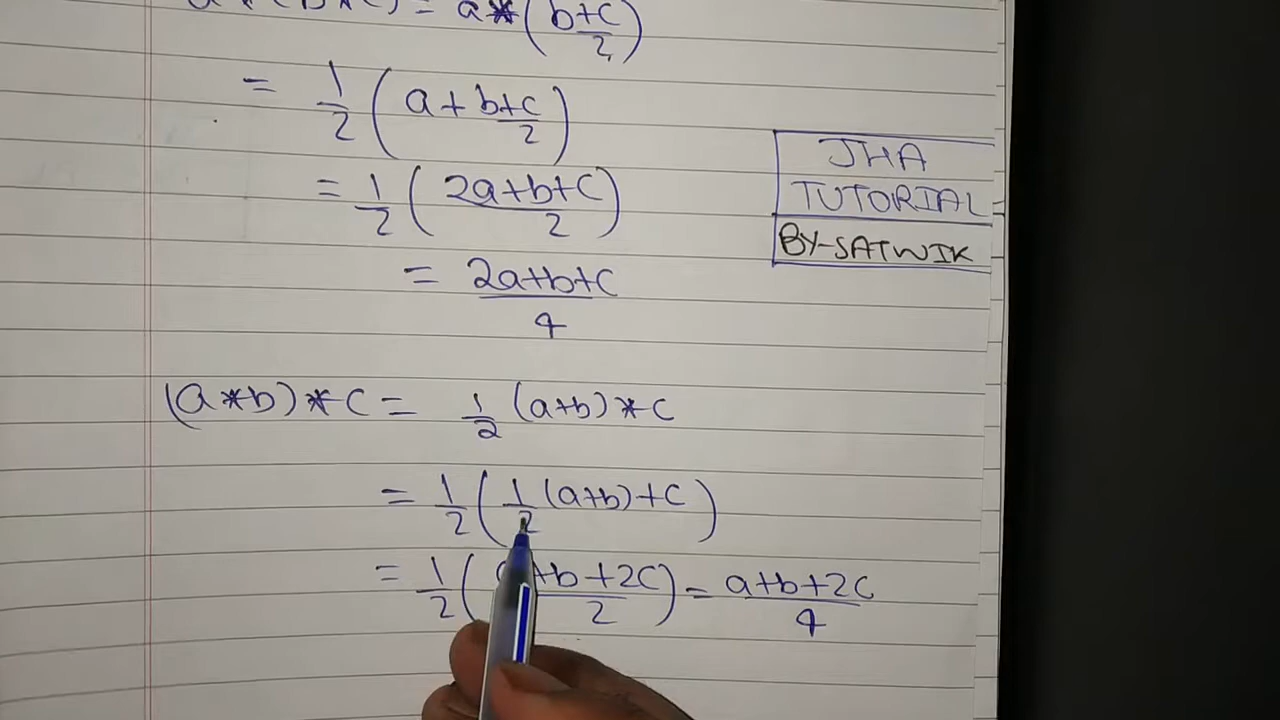 a * (b * c) = a * (b+c/2)
= 1/2 (a + b+c/2)
= 1/2 (2a+b+c/2)
= 2a+b+c/4
JHA
TUTORIAL
BY-SATWIK
(a * b) * c = 1/2 (a+b) * c
= 1/2 (1/2 (a+b) + c)
= 1/2 ( +b+2c/2) = a+b+2c/4